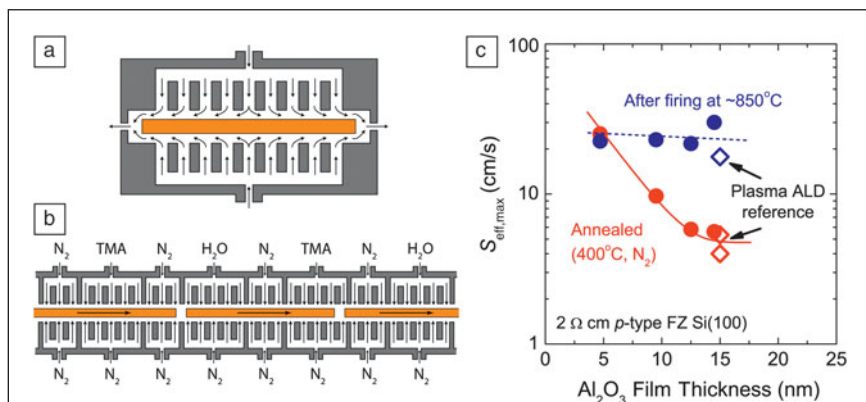 a
b
N₂ TMA N₂ H₂O N₂ TMA N₂ H₂O
N₂ N₂ N₂ N₂ N₂ N₂ N₂ N₂
c
100
10
1
S_eff,max (cm/s)
After firing at ~850°C
Plasma ALD
reference
Annealed
(400°C, N₂)
2 Ω cm p-type FZ Si(100)
0 5 10 15 20 25
Al₂O₃ Film Thickness (nm)